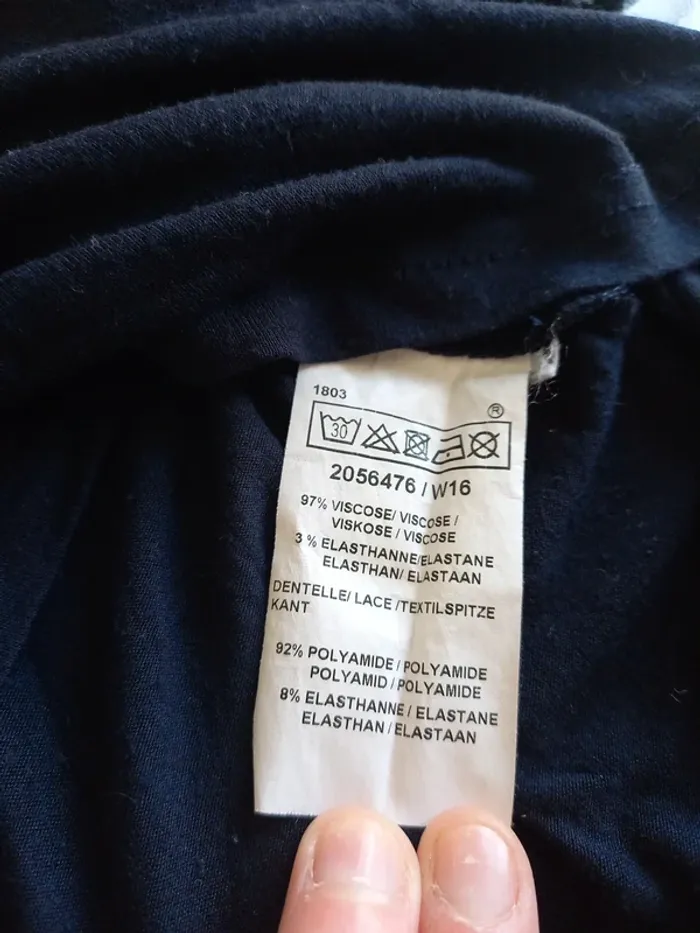 1803
®
30
2056476 / W16
97% VISCOSE/ VISCOSE /
VISKOSE / VISCOSE
3 % ELASTHANNE/ELASTANE
ELASTHAN/ ELASTAAN
DENTELLE/ LACE /TEXTILSPITZE
KANT
92% POLYAMIDE / POLYAMIDE
POLYAMID / POLYAMIDE
8% ELASTHANNE / ELASTANE
ELASTHAN / ELASTAAN